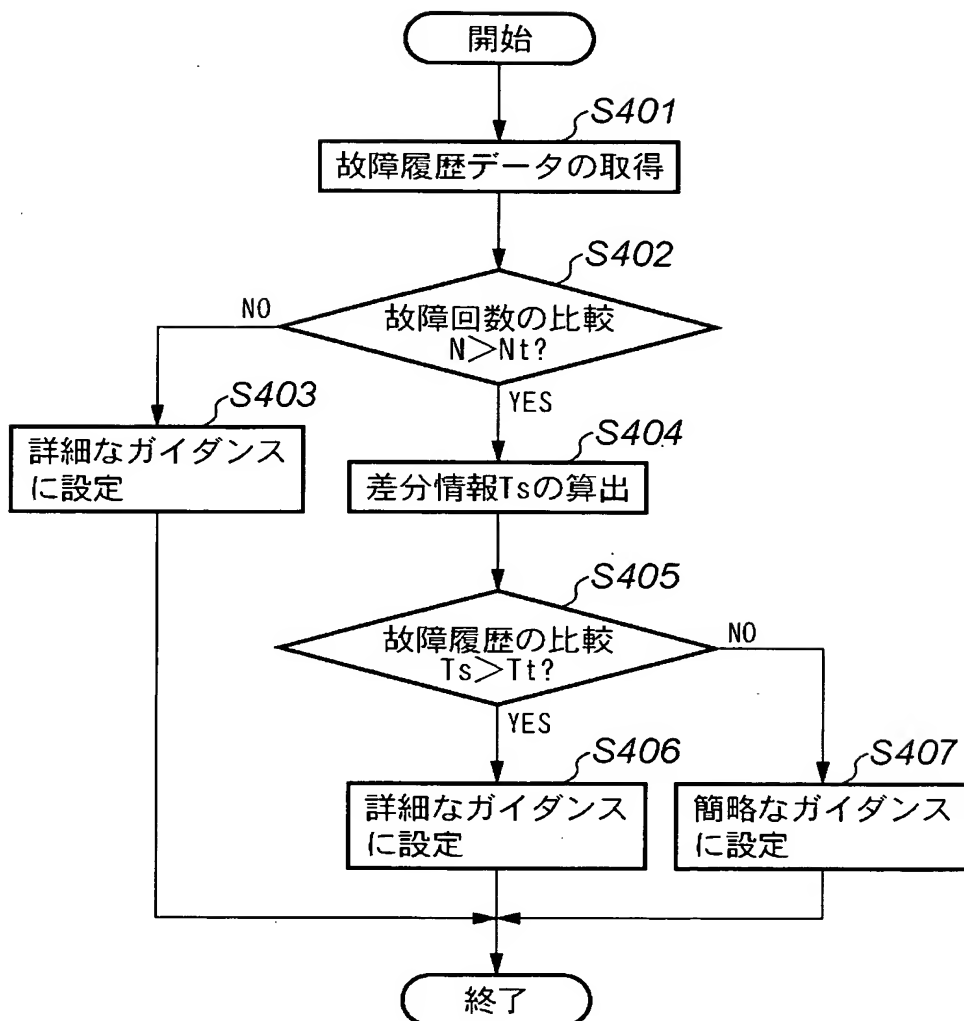 開始
S401
故障履歴データの取得
S402
故障回数の比較
N>Nt?
NO
YES
S403
詳細なガイダンス
に設定
S404
差分情報Tsの算出
S405
故障履歴の比較
Ts>Tt?
NO
YES
S406
詳細なガイダンス
に設定
S407
簡略なガイダンス
に設定
終了